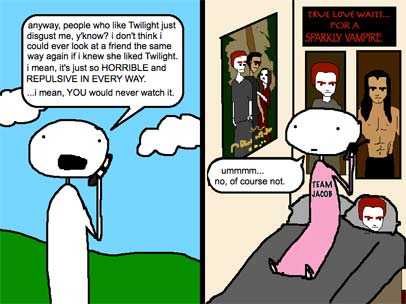 anyway, people who like Twilight just
disgust me, y'know? i don't think i
could ever look at a friend the same
way again if i knew she liked Twilight.
i mean, it's just so HORRIBLE and
REPULSIVE IN EVERY WAY.
...i mean, YOU would never watch it.
TRUE LOVE WAITS...
FOR A
SPARKLY VAMPIRE
ummmm...
no, of course not.
TEAM
JACOB